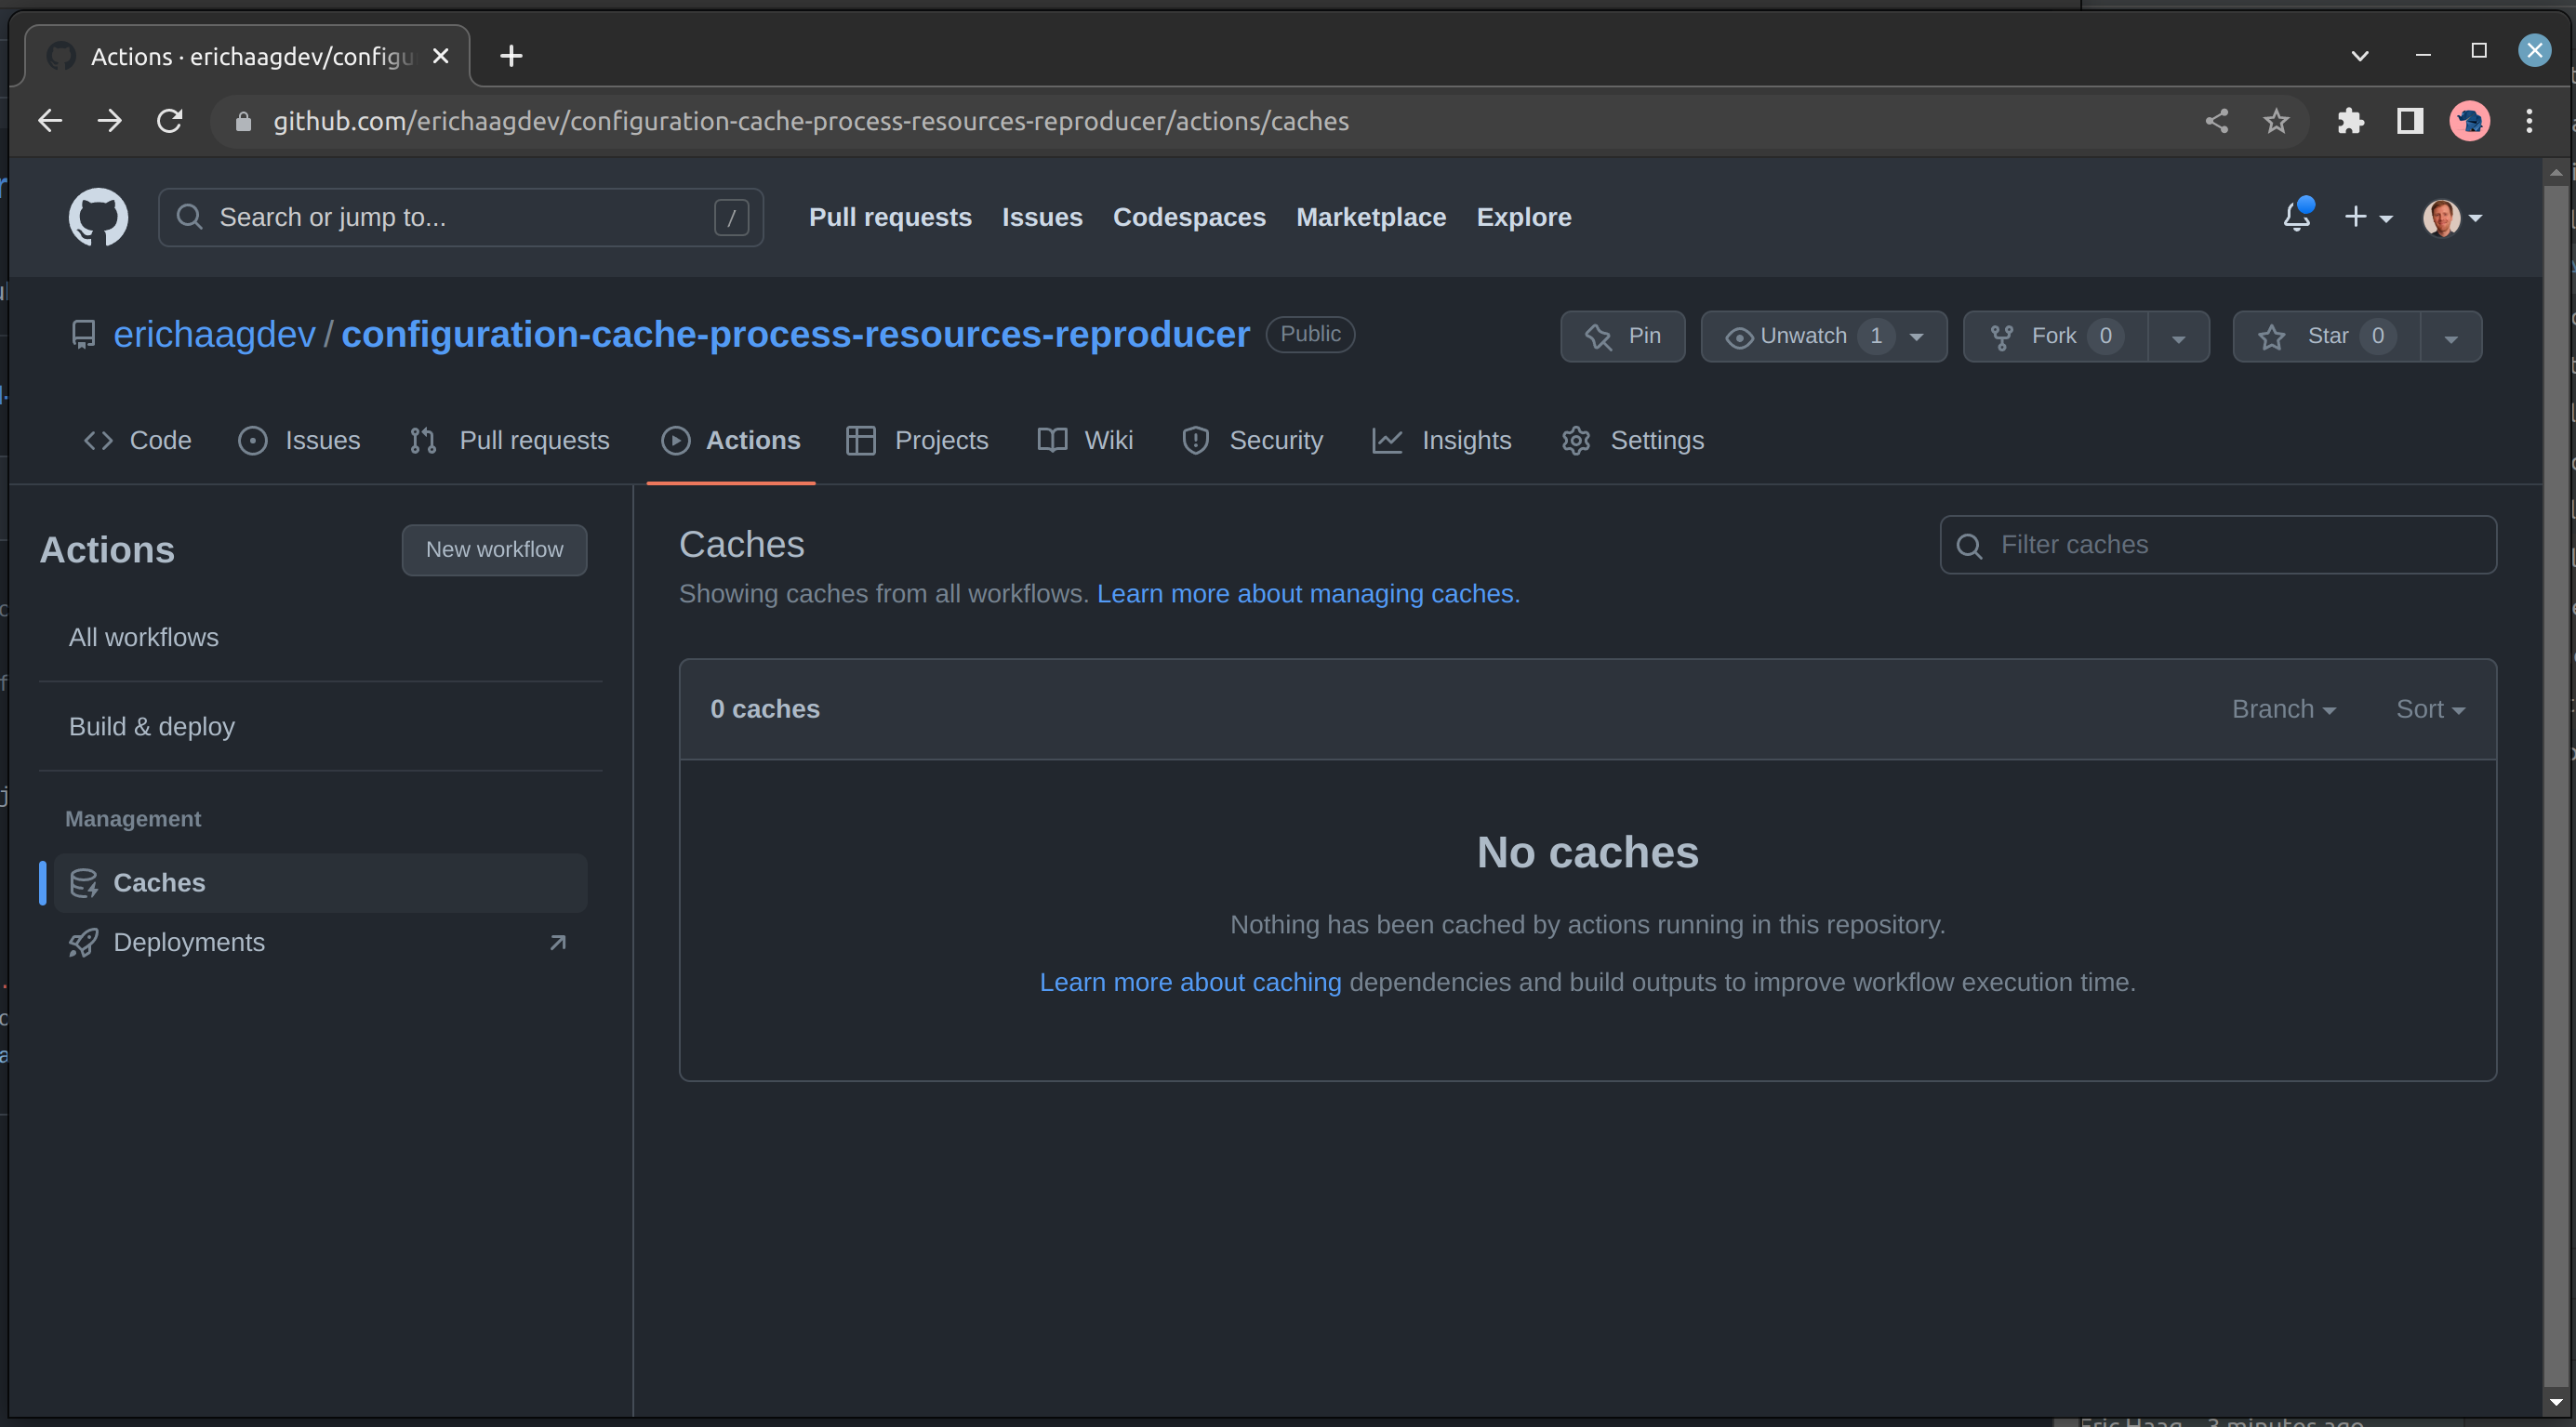 Actions · erichaagdev/configu
github.com/erichaagdev/configuration-cache-process-resources-reproducer/actions/caches
Search or jump to... /
Pull requests Issues Codespaces Marketplace Explore
erichaagdev / configuration-cache-process-resources-reproducer Public
Pin Unwatch 1 Fork 0 Star 0
Code Issues Pull requests Actions Projects Wiki Security Insights Settings
Actions
New workflow
All workflows
Build & deploy
Management
Caches
Deployments
Caches
Filter caches
Showing caches from all workflows. Learn more about managing caches.
0 caches
Branch Sort
No caches
Nothing has been cached by actions running in this repository.
Learn more about caching dependencies and build outputs to improve workflow execution time.
Eric Haag, 3 minutes ago